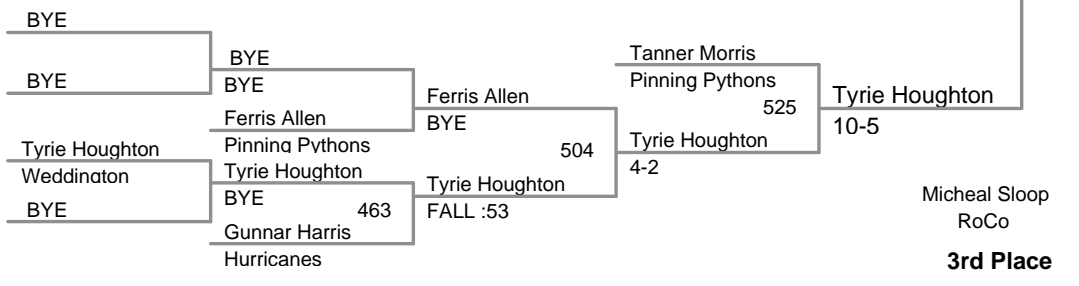 BYE
BYE
BYE
BYE
Tyrie Houghton
Weddington
BYE
Ferris Allen
Pinning Pythons
Tyrie Houghton
BYE
463
Gunnar Harris
Hurricanes
Ferris Allen
BYE
504
Tyrie Houghton
FALL :53
Tanner Morris
Pinning Pythons
525
Tyrie Houghton
4-2
Tyrie Houghton
10-5
Micheal Sloop
RoCo
3rd Place